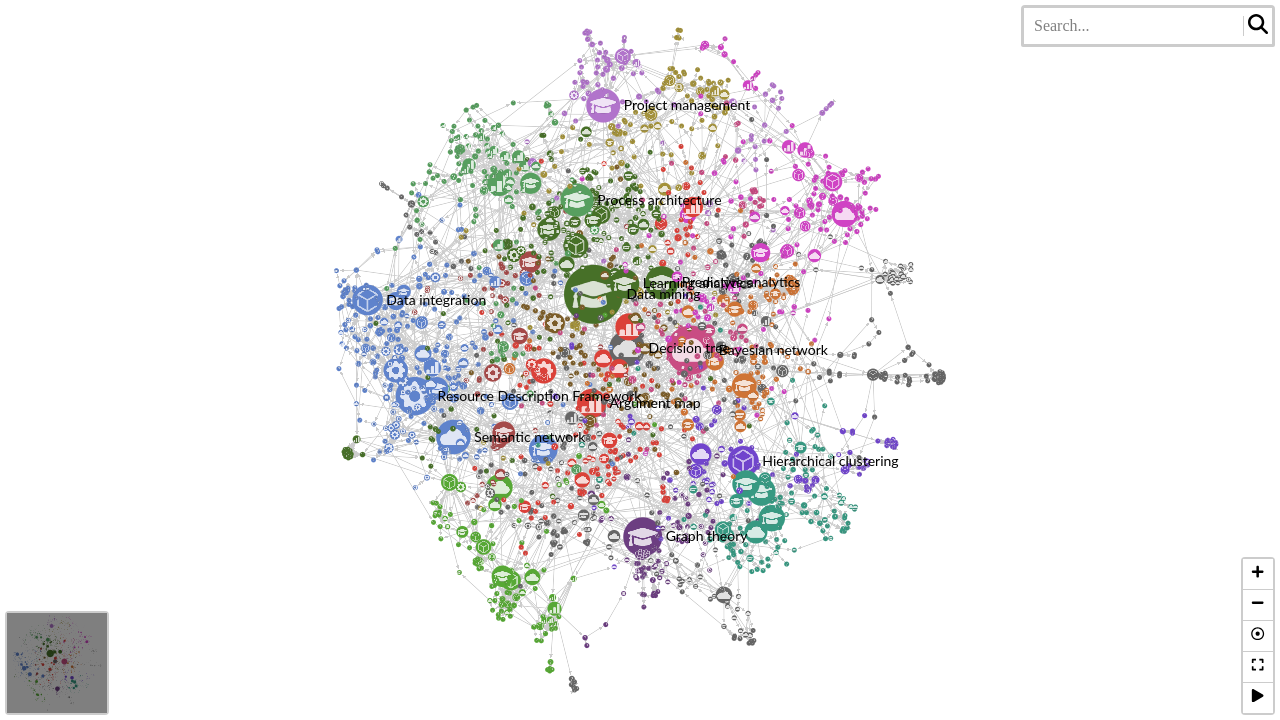 Search...
Project management
Process architecture
Learning analytics
Predictive analytics
Data mining
Data integration
Decision tree
Bayesian network
Resource Description Framework
Argument map
Semantic network
Hierarchical clustering
Graph theory